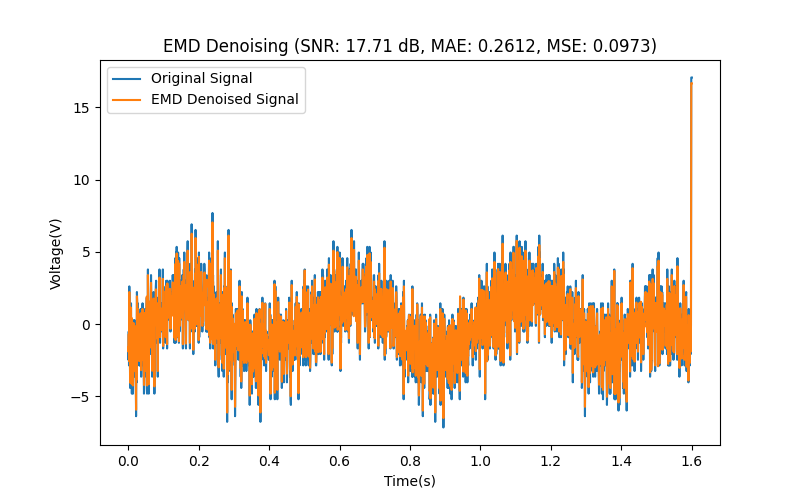 EMD Denoising (SNR: 17.71 dB, MAE: 0.2612, MSE: 0.0973)
Original Signal
EMD Denoised Signal
Voltage(V)
15
10
5
0
−5
0.0 0.2 0.4 0.6 0.8 1.0 1.2 1.4 1.6
Time(s)